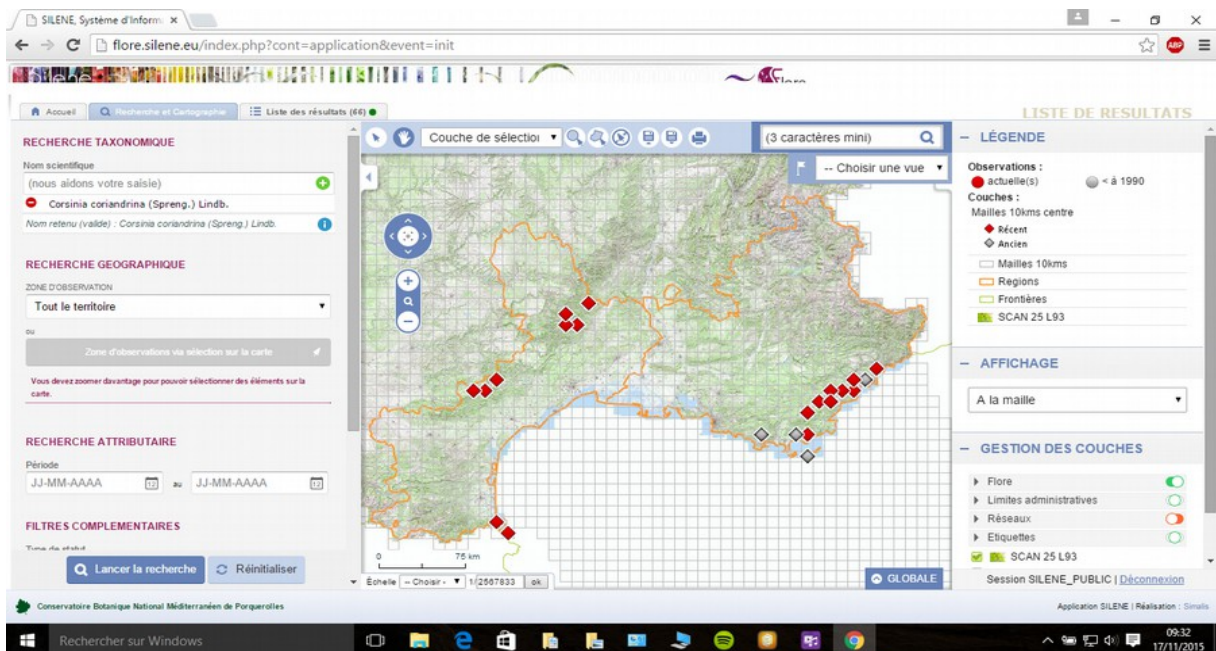 SILENE, Système d'Inform
flore.silene.eu/index.php?cont=application&event=init
ABP
Silene
Flore
Accueil
Recherche et Cartographie
Liste des résultats (66)
LISTE DE RESULTATS
RECHERCHE TAXONOMIQUE
Nom scientifique
(nous aidons votre saisie)
Corsinia coriandrina (Spreng.) Lindb.
Nom retenu (valide) : Corsinia coriandrina (Spreng.) Lindb.
RECHERCHE GEOGRAPHIQUE
ZONE D'OBSERVATION
Tout le territoire
ou
Zone d'observations via sélection sur la carte
Vous devez zoomer davantage pour pouvoir sélectionner des éléments sur la
carte.
RECHERCHE ATTRIBUTAIRE
Période
JJ-MM-AAAA au JJ-MM-AAAA
FILTRES COMPLEMENTAIRES
Type de statut
Lancer la recherche
Réinitialiser
Couche de sélection
(3 caractères mini)
-- Choisir une vue
0 75 km
Échelle -- Choisir - 1/2567833 ok
GLOBALE
LÉGENDE
Observations :
actuelle(s) < à 1990
Couches :
Mailles 10kms centre
Récent
Ancien
Mailles 10kms
Regions
Frontières
SCAN 25 L93
AFFICHAGE
A la maille
GESTION DES COUCHES
Flore
Limites administratives
Réseaux
Etiquettes
SCAN 25 L93
Session SILENE_PUBLIC | Déconnexion
Conservatoire Botanique National Méditerranéen de Porquerolles
Application SILENE | Réalisation : Simalis
Rechercher sur Windows
09:32
17/11/2015